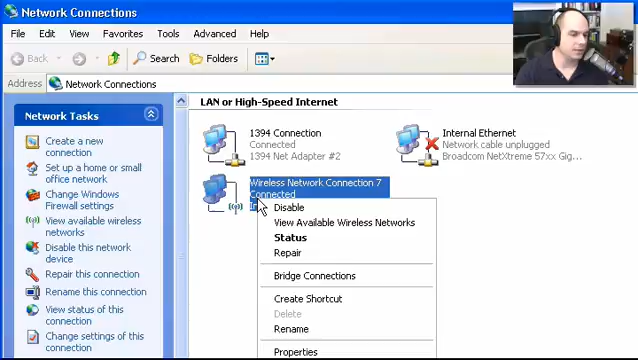 Network Connections
File Edit View Favorites Tools Advanced Help
Back Search Folders
Address Network Connections
Network Tasks
Create a new
connection
Set up a home or small
office network
Change Windows
Firewall settings
View available wireless
networks
Disable this network
device
Repair this connection
Rename this connection
View status of this
connection
Change settings of this
connection
LAN or High-Speed Internet
1394 Connection
Connected
1394 Net Adapter #2
Internal Ethernet
Network cable unplugged
Broadcom NetXtreme 57xx Gig...
Wireless Network Connection 7
Connected
Disable
View Available Wireless Networks
Status
Repair
Bridge Connections
Create Shortcut
Delete
Rename
Properties